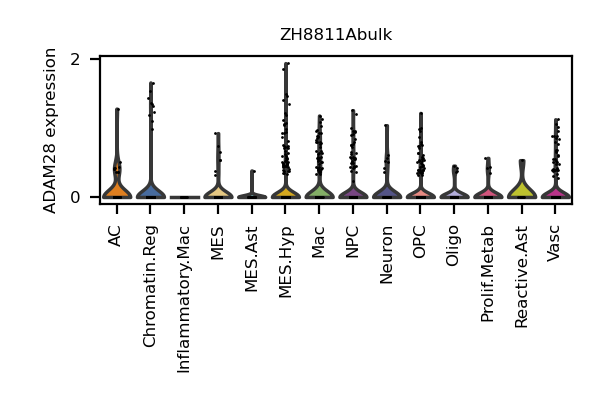 ZH8811Abulk
ADAM28 expression
2
0
AC
Chromatin.Reg
Inflammatory.Mac
MES
MES.Ast
MES.Hyp
Mac
NPC
Neuron
OPC
Oligo
Prolif.Metab
Reactive.Ast
Vasc